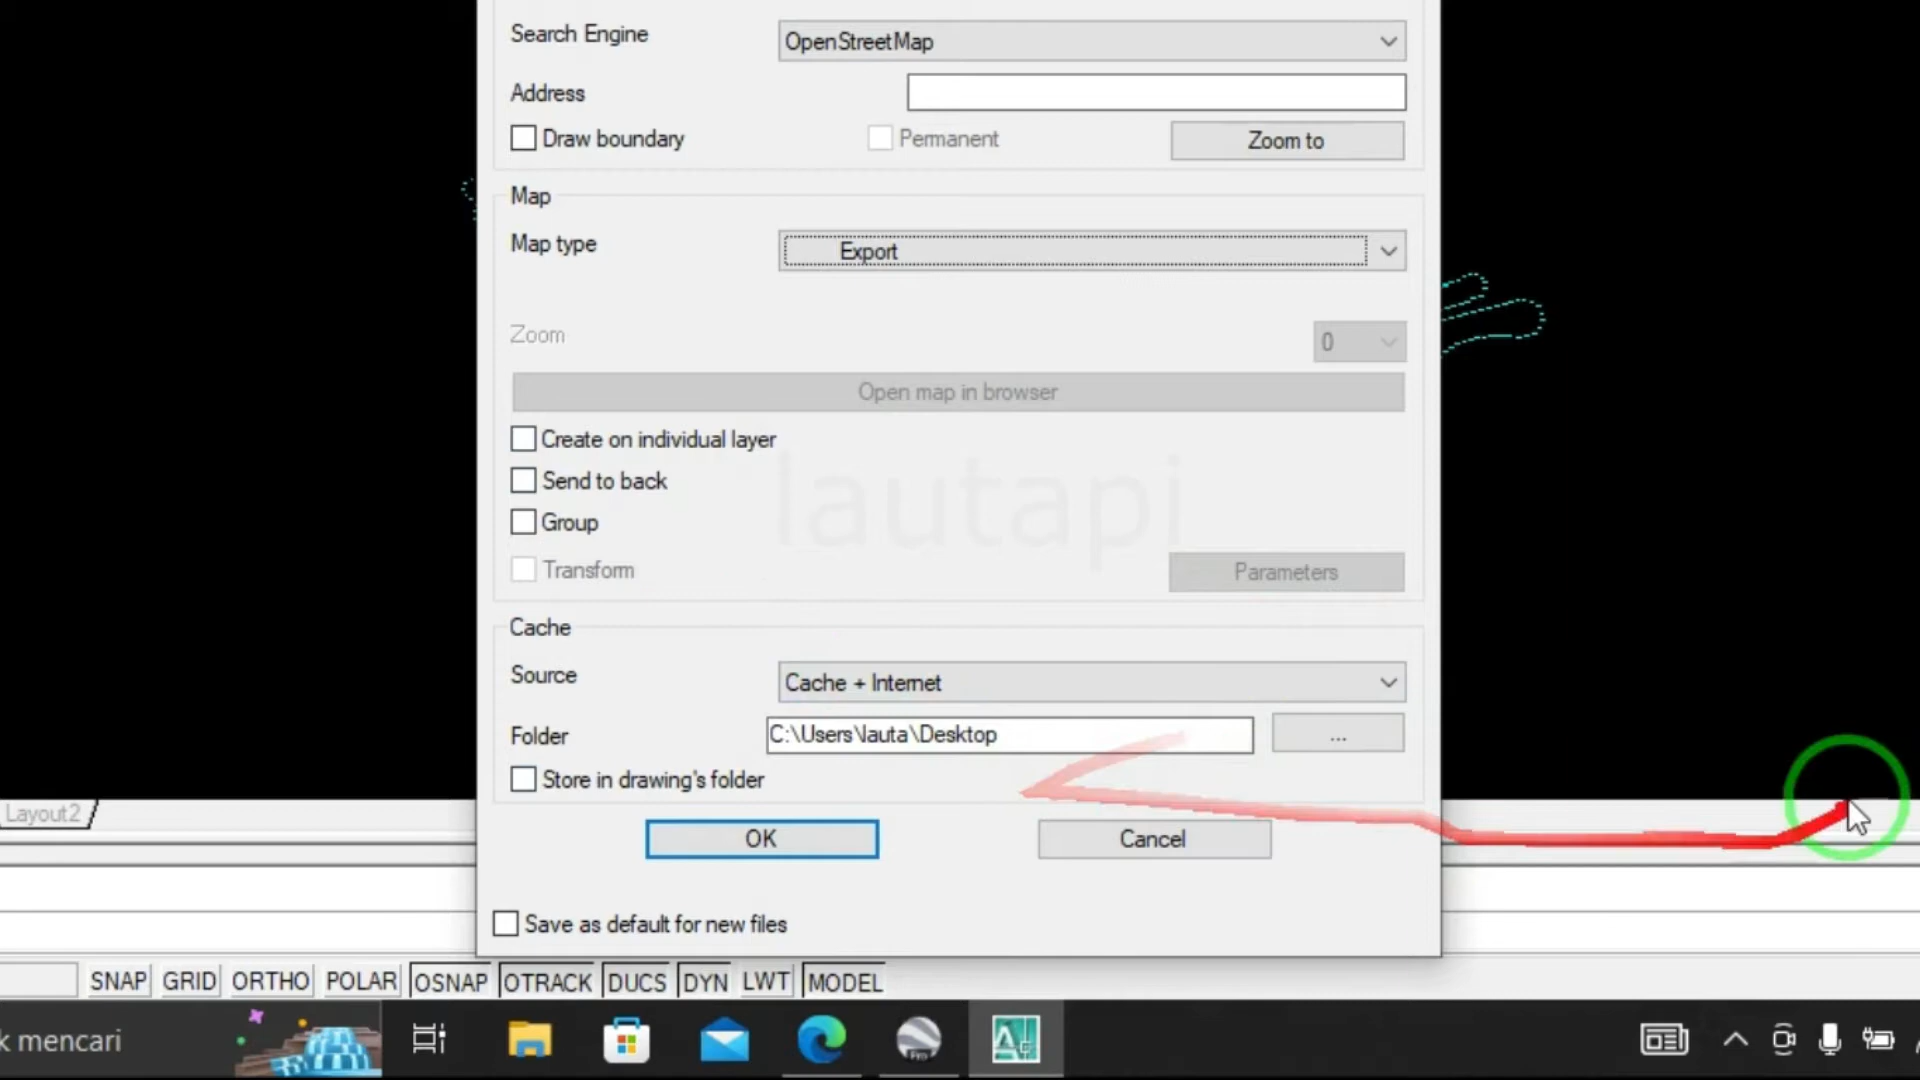 Search Engine OpenStreetMap
Address
Draw boundary Permanent Zoom to
Map
Map type Export
Zoom 0
Open map in browser
Create on individual layer
Send to back
lautapi
Group
Transform Parameters
Cache
Source Cache + Internet
Folder C:\Users\lauta\Desktop ...
Store in drawing's folder
Layout2
OK Cancel
Save as default for new files
SNAP GRID ORTHO POLAR OSNAP OTRACK DUCS DYN LWT MODEL
k mencari
Pro